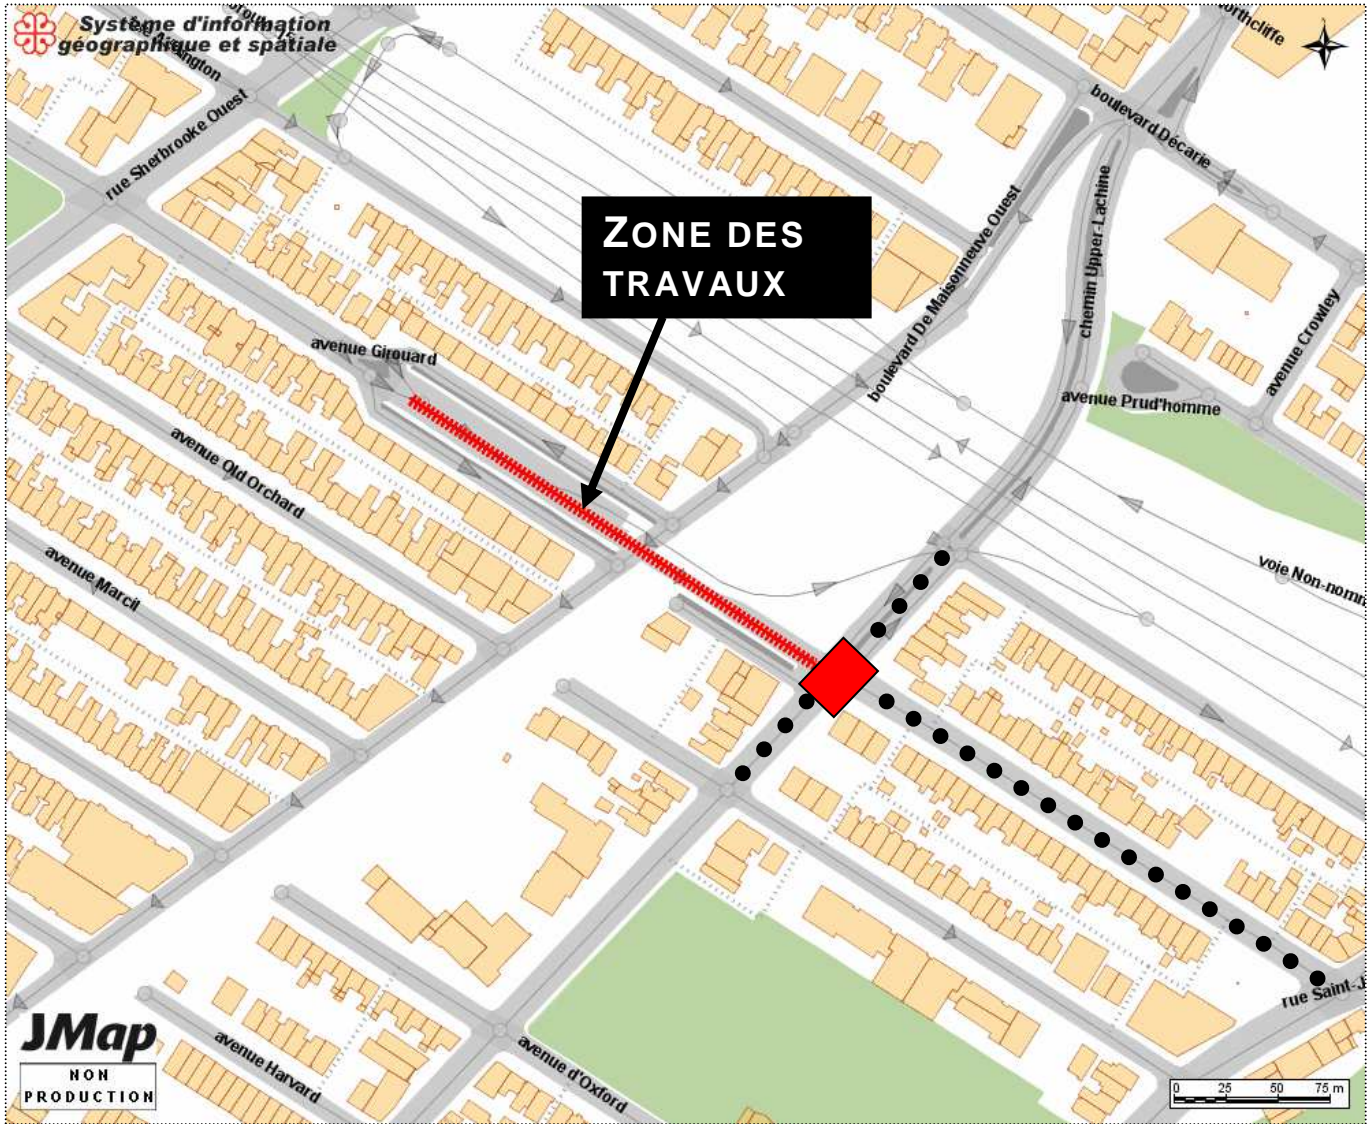 Système d'information
géographique et spatiale
rue Sherbrooke Ouest
boulevard Décarie
boulevard De Maisonneuve Ouest
chemin Upper-Lachine
ZONE DES
TRAVAUX
avenue Girouard
avenue Crowley
avenue Prud'homme
avenue Old Orchard
avenue Marcil
voie Non-nomm
rue Saint-J
avenue Harvard
avenue d'Oxford
JMap
NON
PRODUCTION
0 25 50 75 m